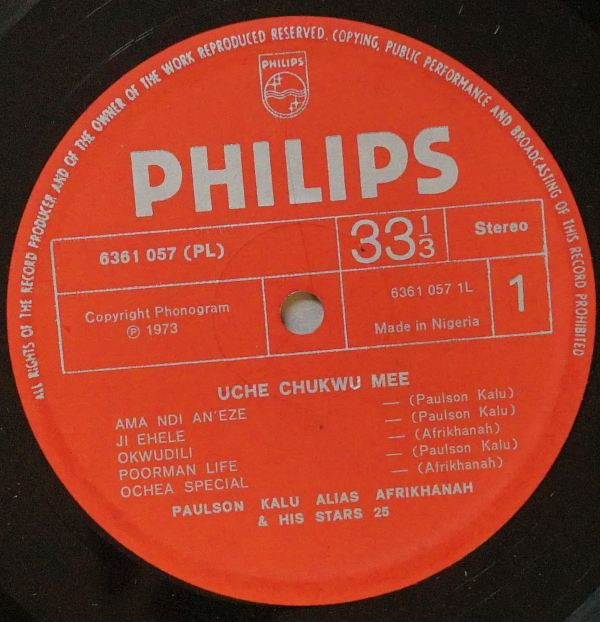 ALL RIGHTS OF THE RECORD PRODUCER AND OF THE OWNER OF THE WORK REPRODUCED RESERVED. COPYING, PUBLIC PERFORMANCE AND BROADCASTING OF THIS RECORD PROHIBITED
PHILIPS
PHILIPS
6361 057 (PL)
33 1/3
Stereo
Copyright Phonogram
℗ 1973
6361 057 1L
Made in Nigeria
1
UCHE CHUKWU MEE
AMA NDI AN'EZE — (Paulson Kalu)
JI EHELE — (Paulson Kalu)
OKWUDILI — (Afrikhanah)
POORMAN LIFE — (Paulson Kalu)
OCHEA SPECIAL — (Afrikhanah)
PAULSON KALU ALIAS AFRIKHANAH
& HIS STARS 25